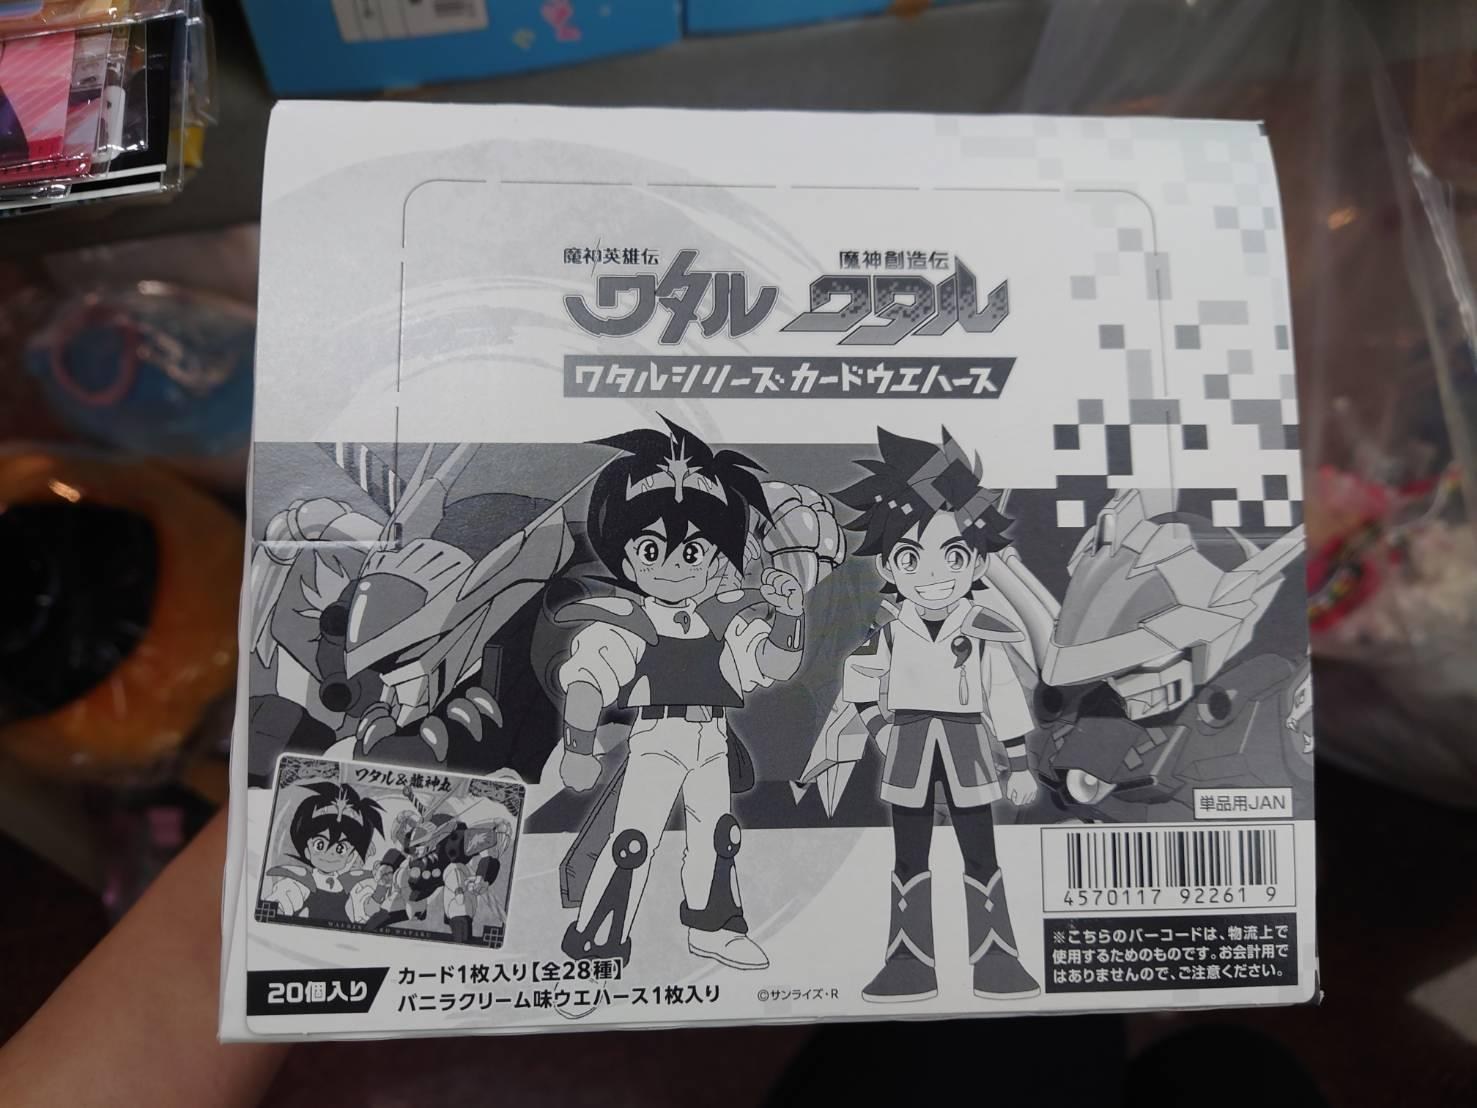 魔神英雄伝
ワタル
魔神創造伝
ワタル
ワタルシリーズ・カードウエハース
ワタル&龍神丸
20個入り
カード1枚入り【全28種】
バニラクリーム味ウエハース1枚入り
©サンライズ・R
単品用JAN
4570117 92261 9
※こちらのバーコードは、物流上で
使用するためのものです。お会計用で
はありませんので、ご注意ください。